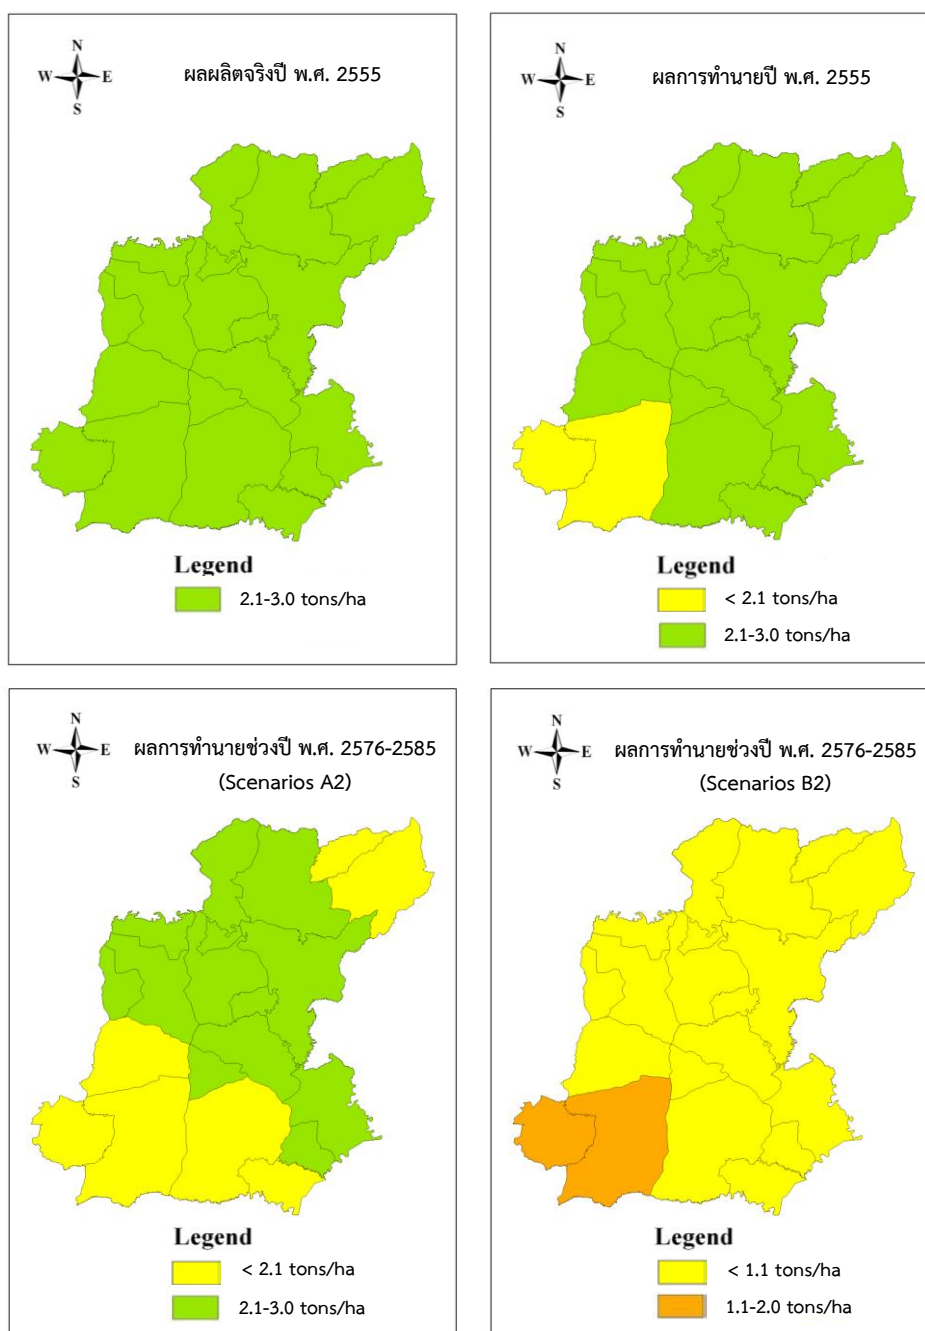 N
W E
S
ผลผลิตจริงปี พ.ศ. 2555
Legend
2.1-3.0 tons/ha
N
W E
S
ผลการทำนายปี พ.ศ. 2555
Legend
< 2.1 tons/ha
2.1-3.0 tons/ha
N
W E
S
ผลการทำนายช่วงปี พ.ศ. 2576-2585
(Scenarios A2)
Legend
< 2.1 tons/ha
2.1-3.0 tons/ha
N
W E
S
ผลการทำนายช่วงปี พ.ศ. 2576-2585
(Scenarios B2)
Legend
< 1.1 tons/ha
1.1-2.0 tons/ha